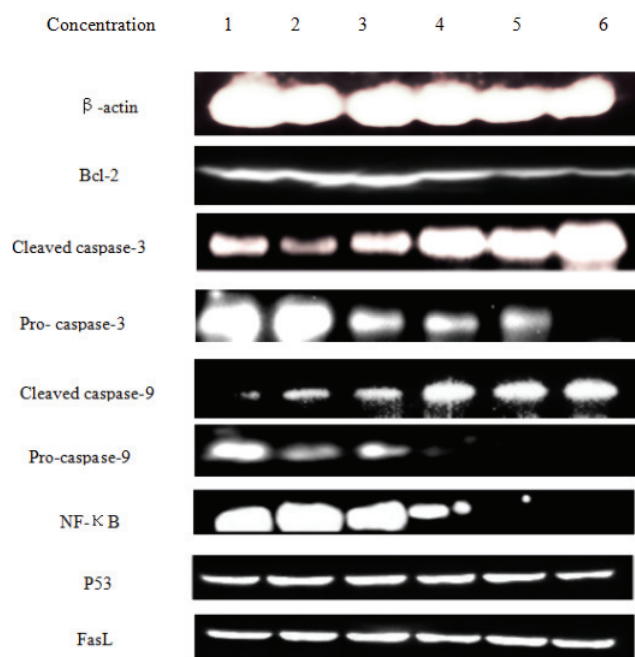 Concentration 1 2 3 4 5 6
β-actin
Bcl-2
Cleaved caspase-3
Pro- caspase-3
Cleaved caspase-9
Pro-caspase-9
NF-κB
P53
FasL